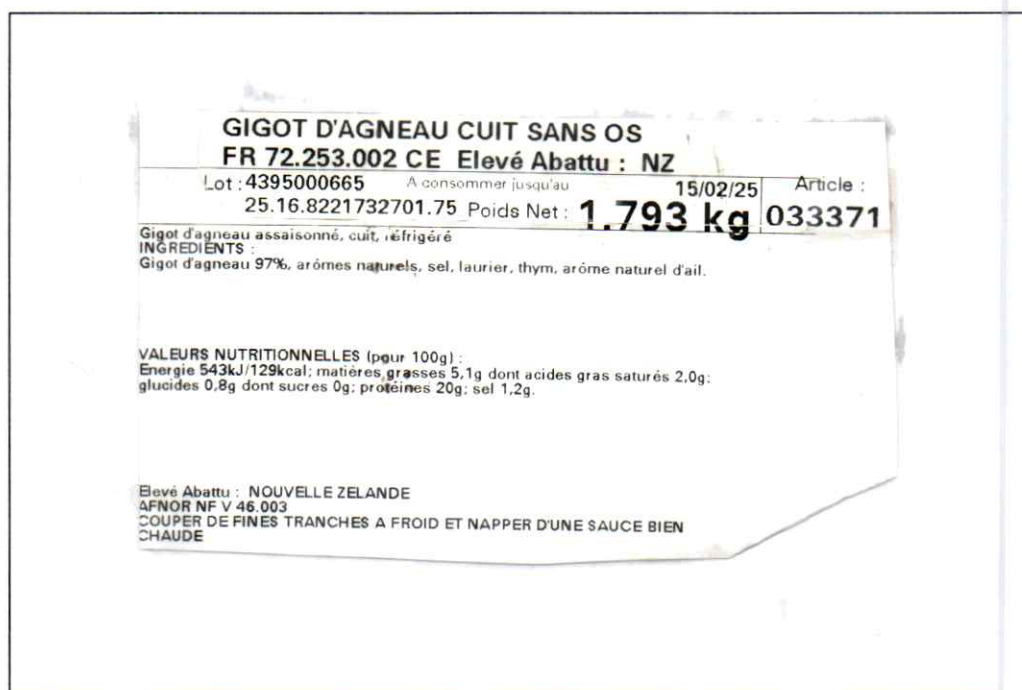 GIGOT D'AGNEAU CUIT SANS OS
FR 72.253.002 CE Elevé Abattu : NZ
Lot : 4395000665 A consommer jusqu'au 15/02/25 Article :
25.16.8221732701.75 Poids Net : 1.793 kg 033371
Gigot d'agneau assaisonné, cuit, réfrigéré
INGREDIENTS :
Gigot d'agneau 97%, arômes naturels, sel, laurier, thym, arôme naturel d'ail.
VALEURS NUTRITIONNELLES (pour 100g) :
Energie 543kJ/129kcal; matières grasses 5,1g dont acides gras saturés 2,0g;
glucides 0,8g dont sucres 0g; protéines 20g; sel 1,2g.
Elevé Abattu : NOUVELLE ZELANDE
AFNOR NF V 46.003
COUPER DE FINES TRANCHES A FROID ET NAPPER D'UNE SAUCE BIEN
CHAUDE